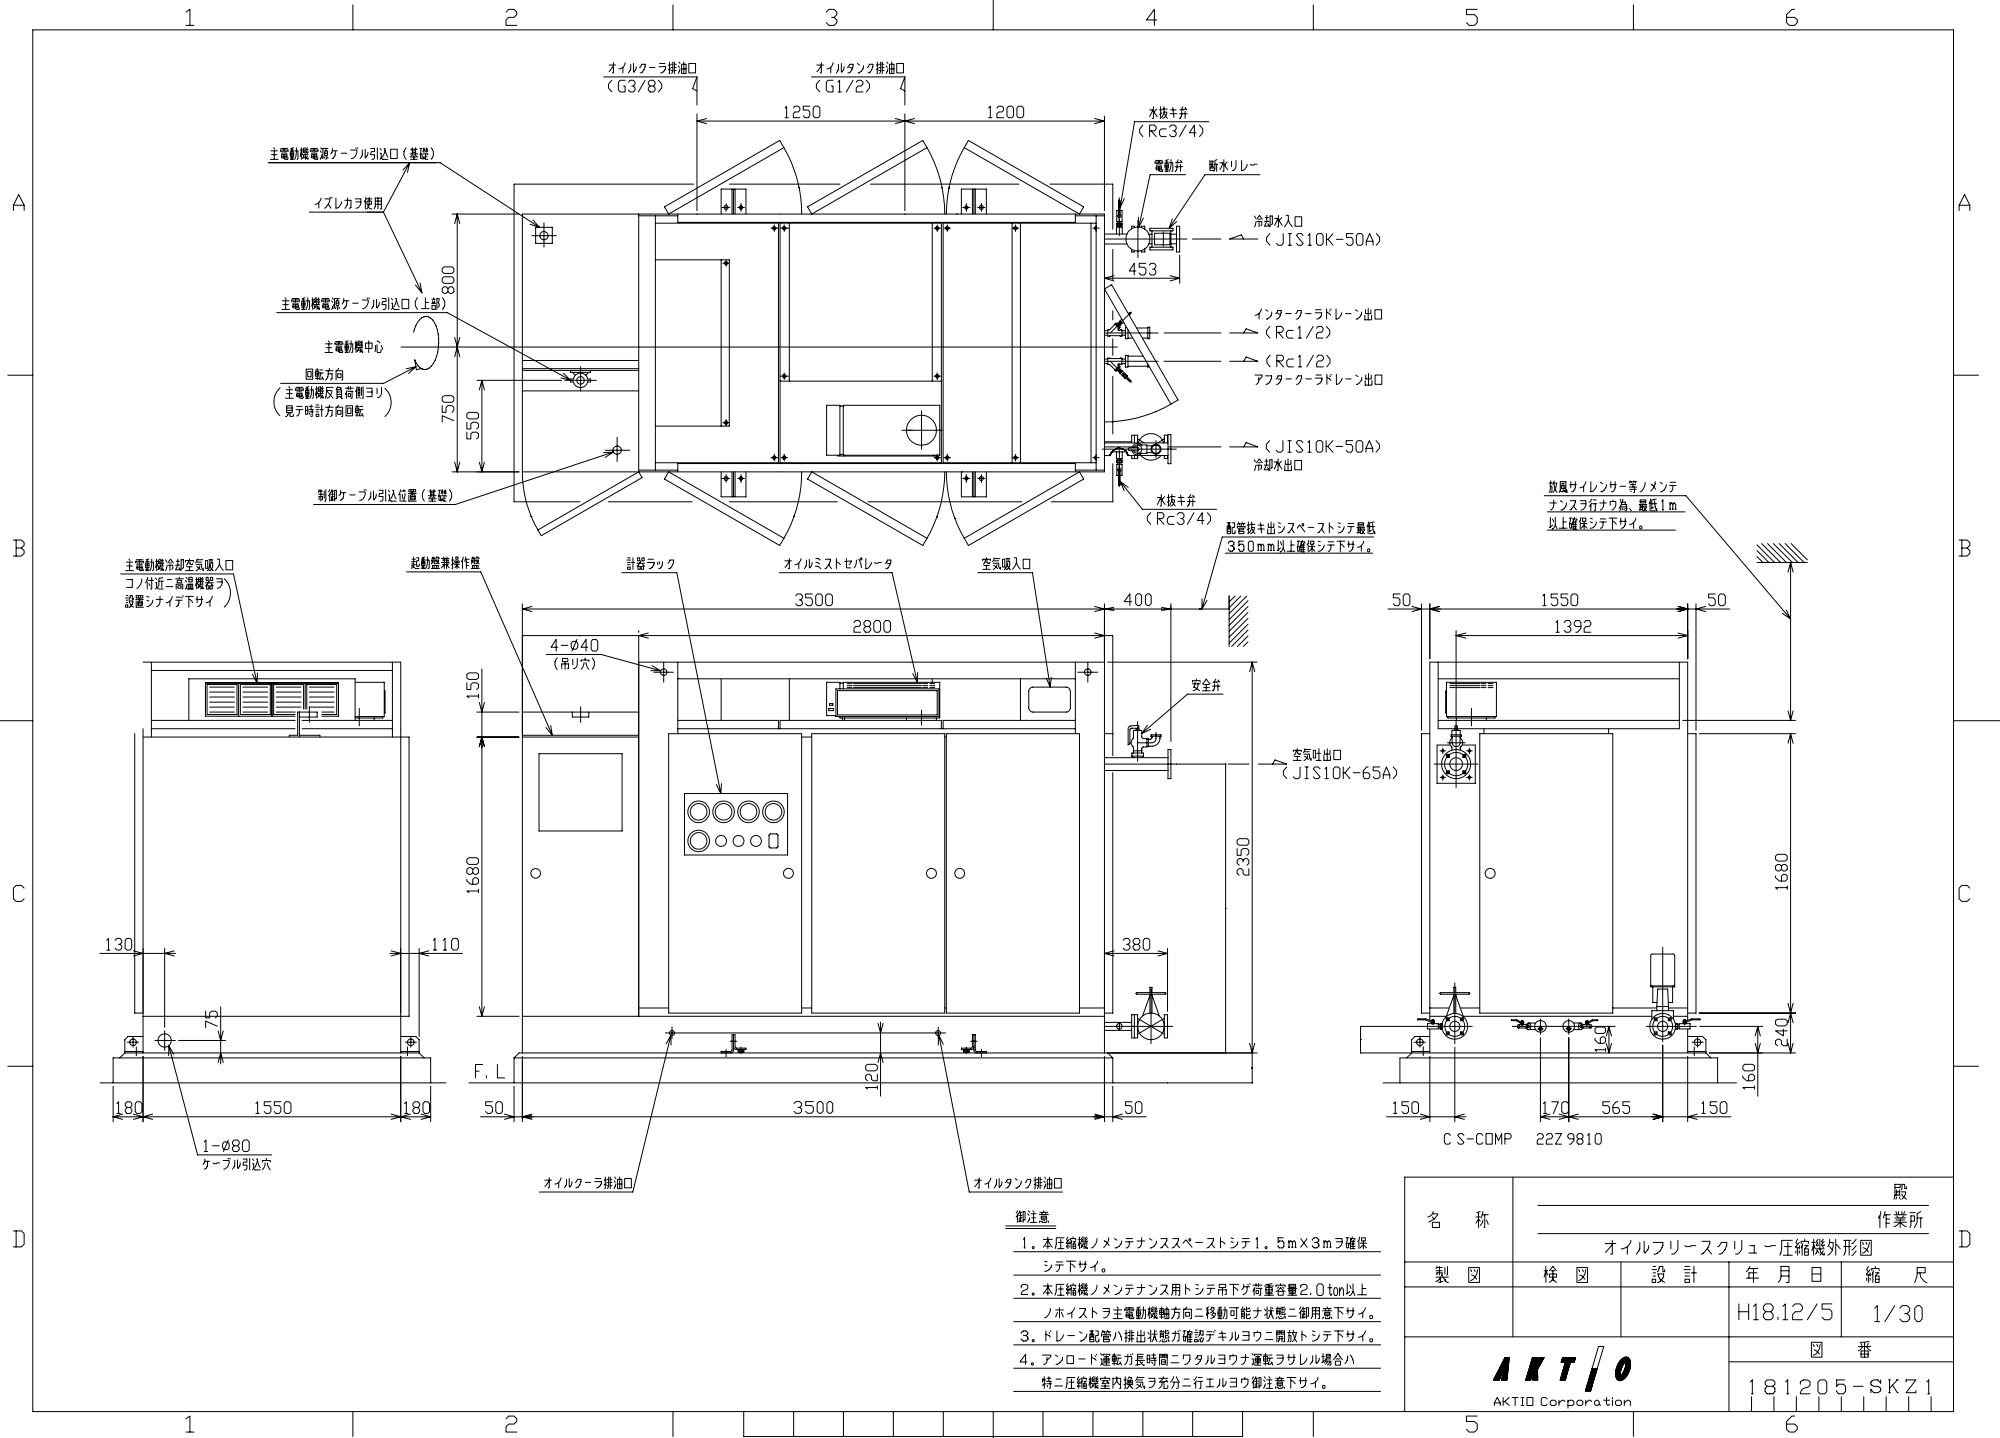 1 2 3 4 5 6
A
B
C
D
A
B
C
D
オイルクーラ排油口
(G3/8)
オイルタンク排油口
(G1/2)
1250
1200
水抜キ弁
(Rc3/4)
電動弁
断水リレー
主電動機電源ケーブル引込口(基礎)
イズレカヲ使用
冷却水入口
(JIS10K-50A)
453
800
主電動機電源ケーブル引込口(上部)
インタークーラドレーン出口
(Rc1/2)
主電動機中心
(Rc1/2)
アフタークーラドレーン出口
回転方向
(主電動機反負荷側ヨリ
見テ時計方向回転)
750
550
(JIS10K-50A)
冷却水出口
制御ケーブル引込位置(基礎)
水抜キ弁
(Rc3/4)
配管抜キ出シスペーストシテ最低
350mm以上確保シテ下サイ。
放風サイレンサー等ノメンテ
ナンスヲ行ナウ為、最低1m
以上確保シテ下サイ。
主電動機冷却空気吸入口
コノ付近ニ高温機器ヲ
設置シナイデ下サイ)
起動盤兼操作盤
計器ラック
オイルミストセパレータ
空気吸入口
3500
400
2800
4-Ø40
(吊リ穴)
150
安全弁
空気吐出口
(JIS10K-65A)
1680
2350
380
120
F.L
50
3500
50
オイルクーラ排油口
オイルタンク排油口
130
110
75
180
1550
180
1-Ø80
ケーブル引込穴
50
1550
50
1392
1680
240
160
160
150
170
565
150
CS-COMP 22Z9810
御注意
1. 本圧縮機ノメンテナンススペーストシテ1.5m×3mヲ確保
シテ下サイ。
2. 本圧縮機ノメンテナンス用トシテ吊下ゲ荷重容量2.0ton以上
ノホイストヲ主電動機軸方向ニ移動可能ナ状態ニ御用意下サイ。
3. ドレーン配管ハ排出状態ガ確認デキルヨウニ開放トシテ下サイ。
4. アンロード運転ガ長時間ニワタルヨウナ運転ヲサレル場合ハ
特ニ圧縮機室内換気ヲ充分ニ行エルヨウ御注意下サイ。
名 称
殿
作業所
オイルフリースクリュー圧縮機外形図
製 図 検 図 設 計 年 月 日 縮 尺
H18.12/5 1/30
図 番
181205-SKZ1
AKTIO
AKTIO Corporation
1 2 5 6